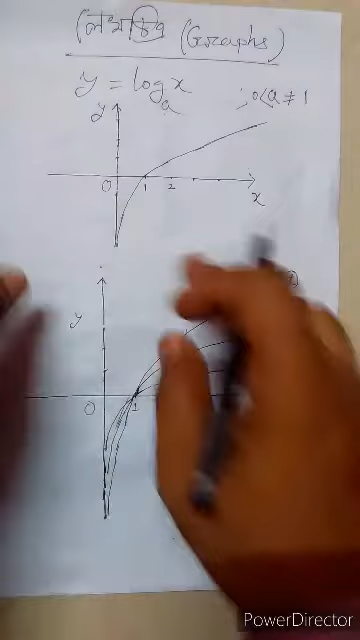 লেখচিত্র (Graphs)
y = logₐx ; 0<a≠1
y
0 1 2
x
y
0 1
PowerDirector